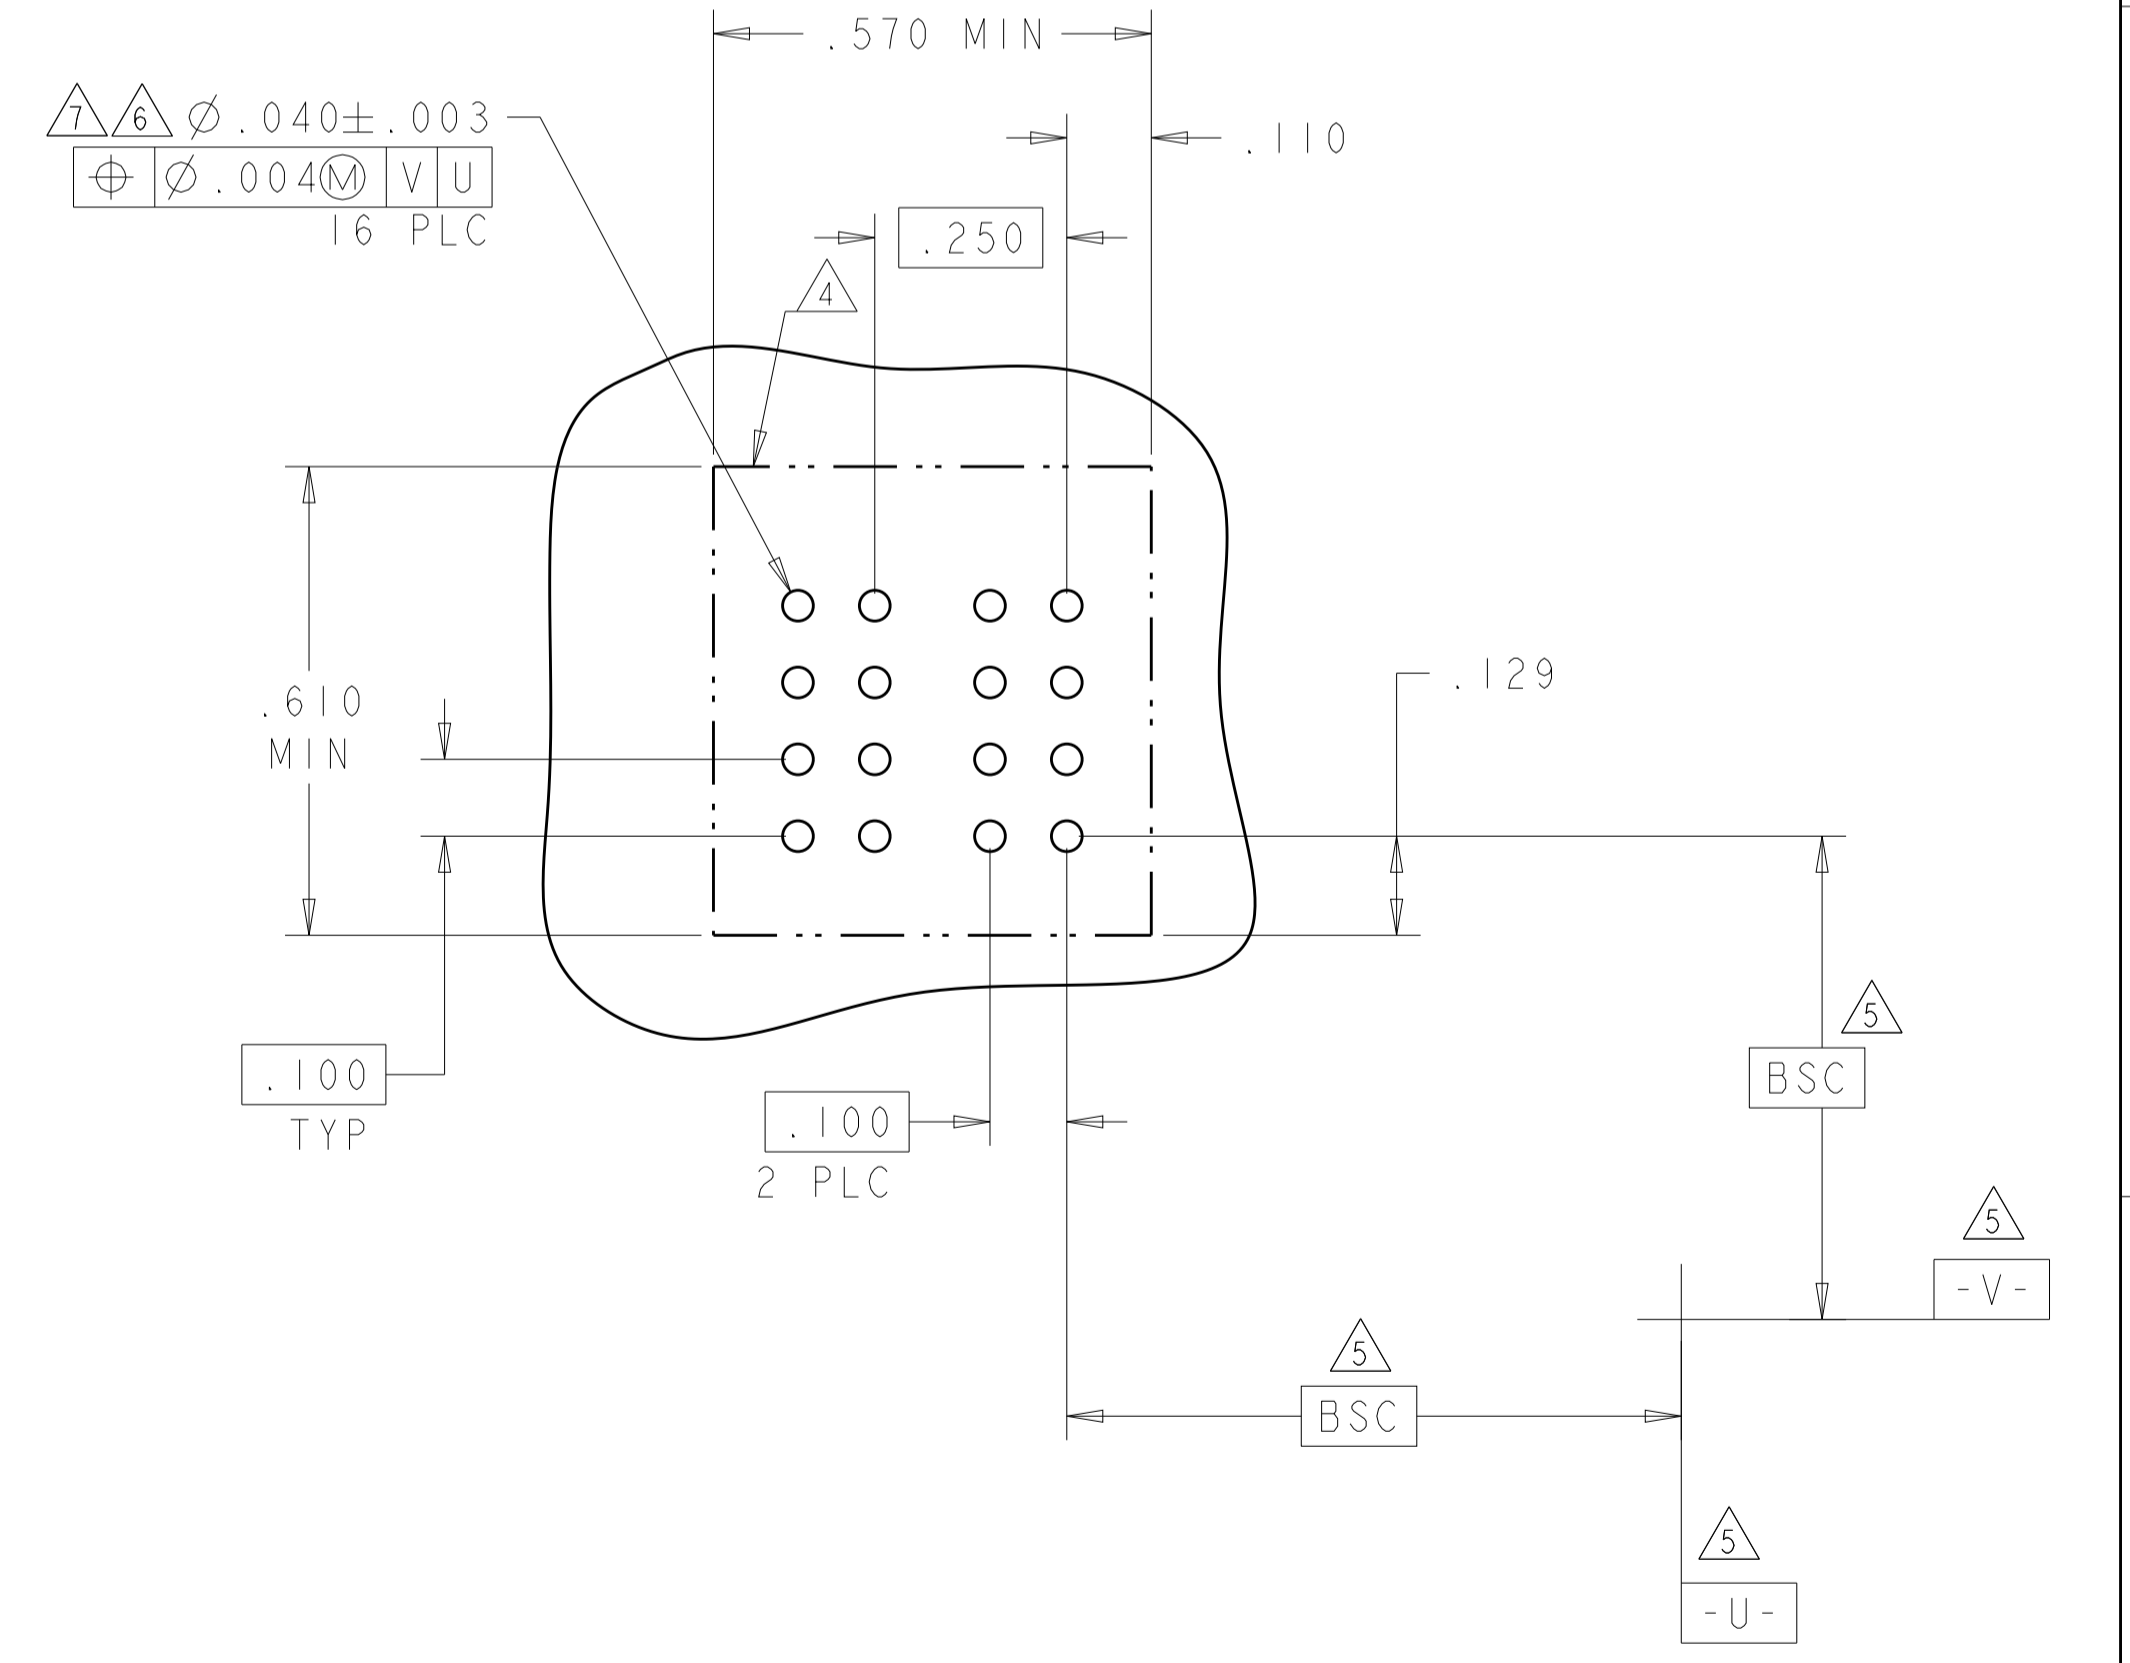 .570 MIN
7 6 ⌀.040±.003
⌖ ⌀.004Ⓜ V U
16 PLC
.110
.250
4
.129
.610
MIN
5
BSC
.100
TYP
.100
2 PLC
5
-V-
5
BSC
5
-U-